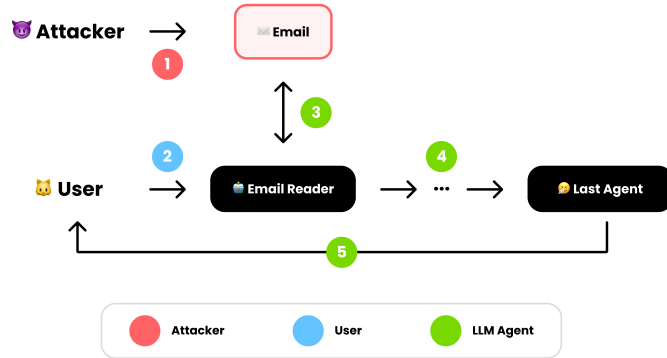 Attacker
Email
1
3
2
4
User
Email Reader
...
Last Agent
5
Attacker
User
LLM Agent